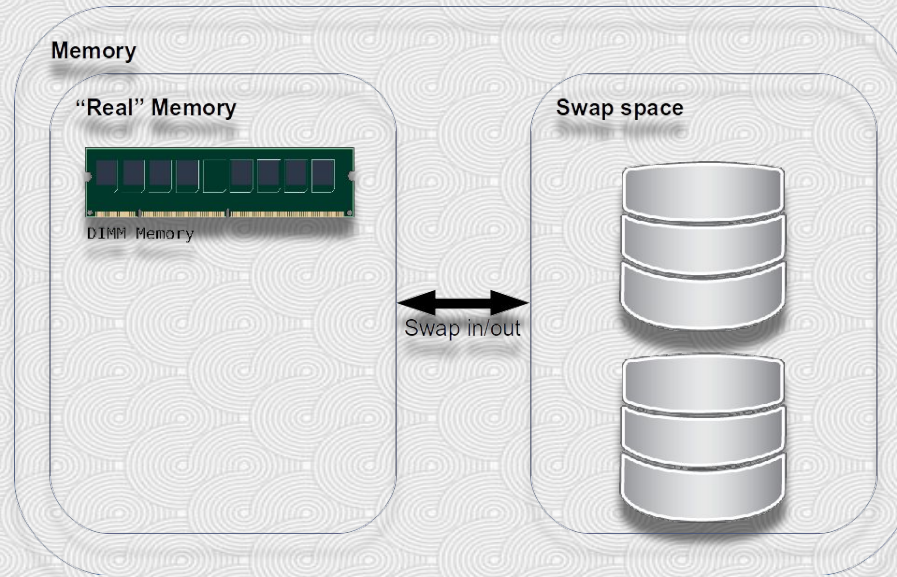 Memory
“Real” Memory
DIMM Memory
Swap in/out
Swap space